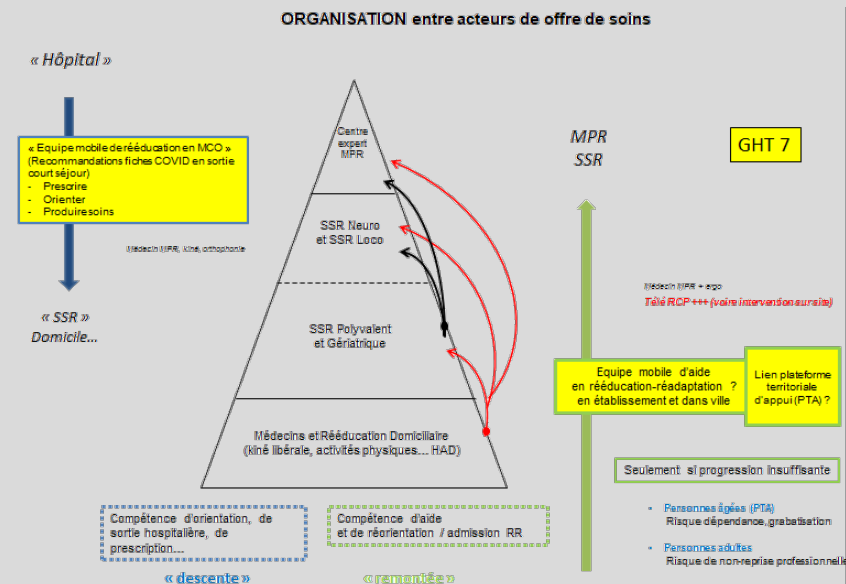 ORGANISATION entre acteurs de offre de soins
« Hôpital »
« Equipe mobile de rééducation en MCO »
(Recommandations fiches COVID en sortie
court séjour)
- Prescrire
- Orienter
- Produire soins
Médecin MPR, kiné, orthophonie
« SSR »
Domicile...
Centre
expert
MPR
SSR Neuro
et SSR Loco
SSR Polyvalent
et Gériatrique
Médecins et Rééducation Domiciliaire
(kiné libérale, activités physiques... HAD)
MPR
SSR
GHT 7
Médecin MPR + ergo
Télé RCP +++ (voire intervention sur site)
Equipe mobile d'aide
en rééducation-réadaptation ?
en établissement et dans ville
Lien plateforme
territoriale
d'appui (PTA) ?
Seulement si progression insuffisante
- Personnes âgées (PTA)
Risque dépendance, grabatisation
- Personnes adultes
Risque de non-reprise professionnelle
Compétence d'orientation, de
sortie hospitalière, de
prescription...
Compétence d'aide
et de réorientation / admission RR
« descente »
« remontée »